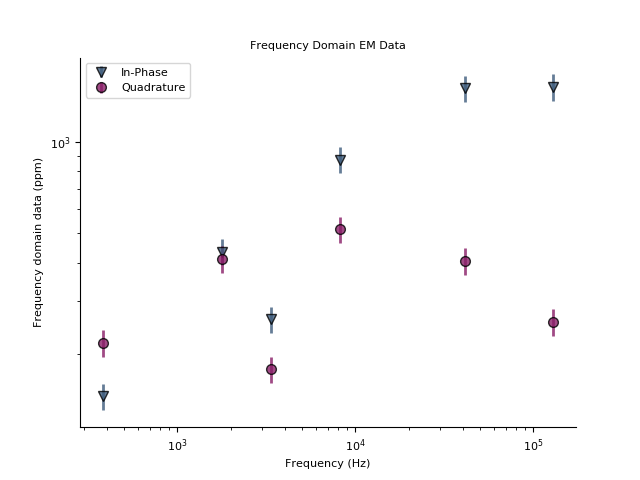 Frequency Domain EM Data
In-Phase
Quadrature
10³
Frequency domain data (ppm)
10³
10⁴
10⁵
Frequency (Hz)